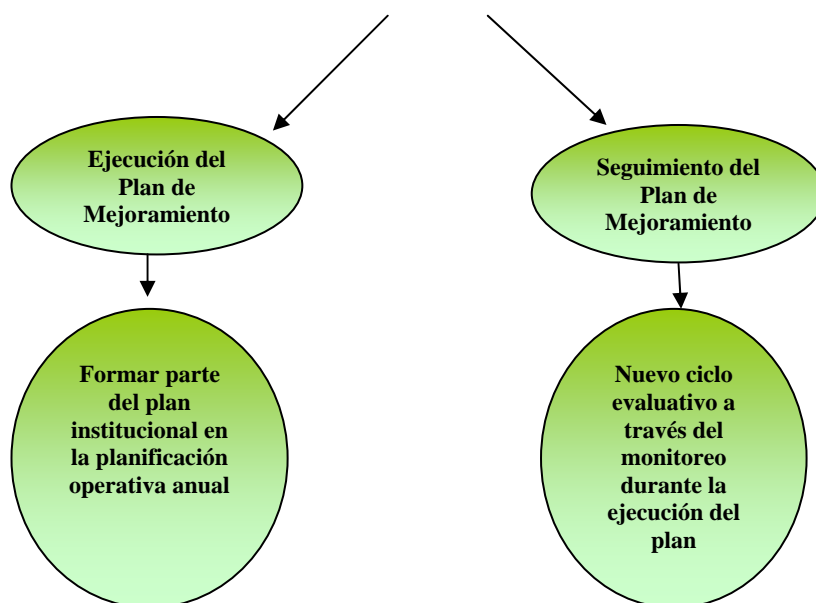 Ejecución del
Plan de
Mejoramiento
Seguimiento del
Plan de
Mejoramiento
Formar parte
del plan
institucional en
la planificación
operativa anual
Nuevo ciclo
evaluativo a
través del
monitoreo
durante la
ejecución del
plan